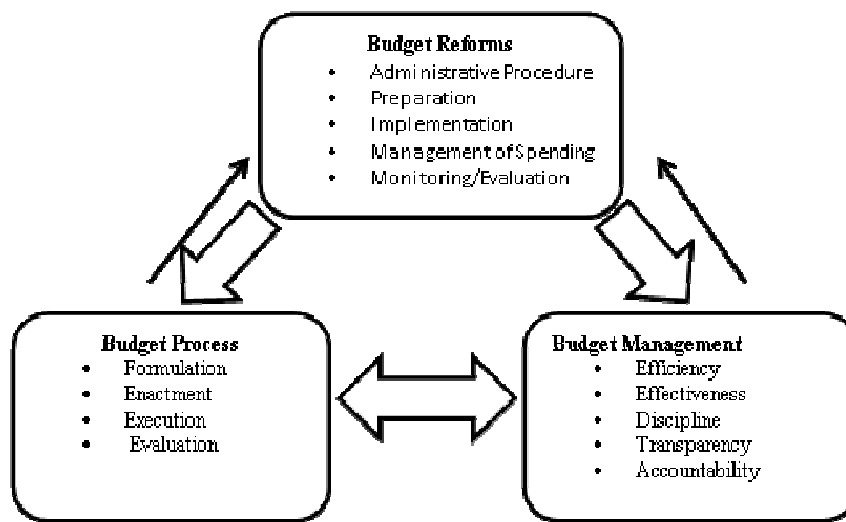 Budget Reforms
• Administrative Procedure
• Preparation
• Implementation
• Management of Spending
• Monitoring/Evaluation
Budget Process
• Formulation
• Enactment
• Execution
• Evaluation
Budget Management
• Efficiency
• Effectiveness
• Discipline
• Transparency
• Accountability